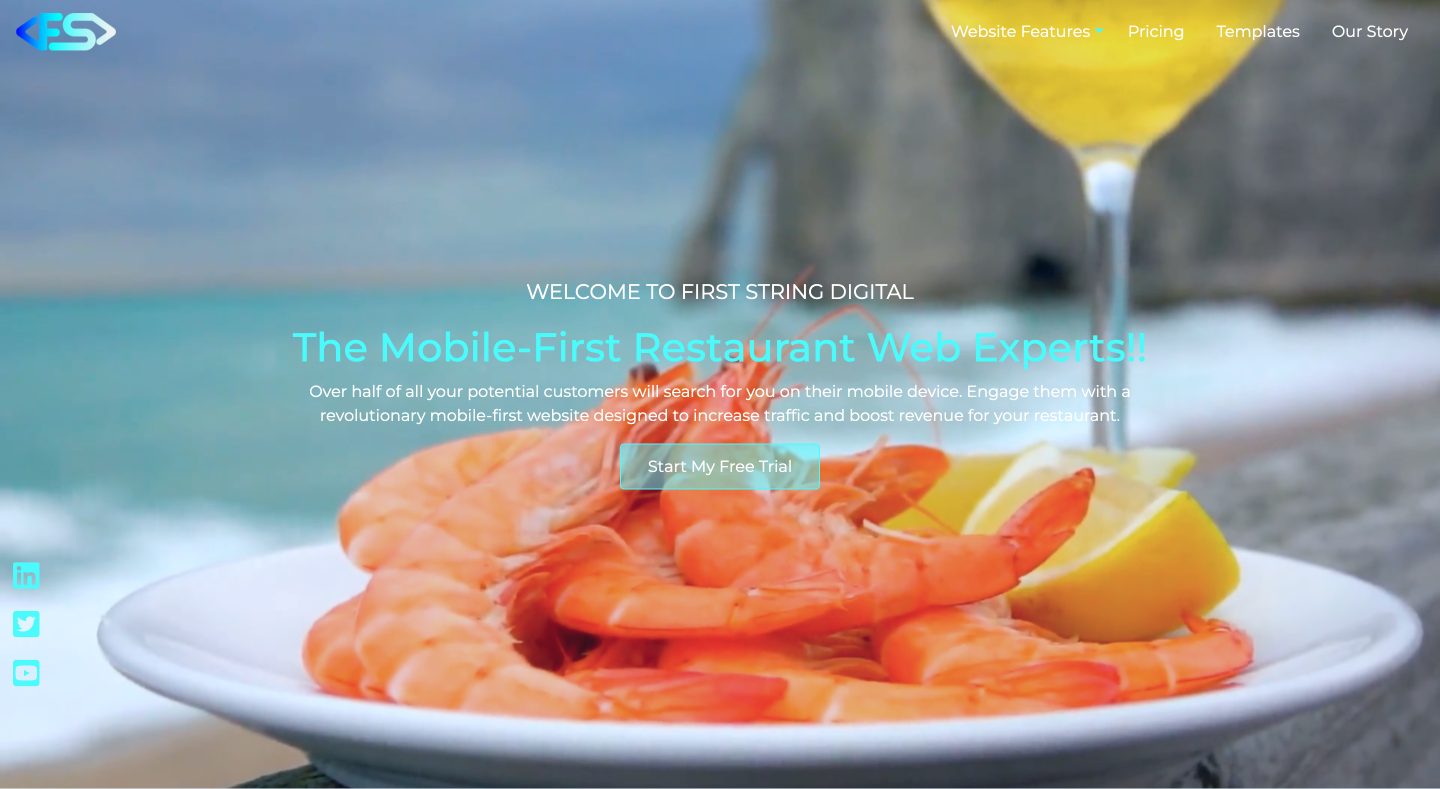 FS
Website Features
Pricing
Templates
Our Story
WELCOME TO FIRST STRING DIGITAL
The Mobile-First Restaurant Web Experts!!
Over half of all your potential customers will search for you on their mobile device. Engage them with a
revolutionary mobile-first website designed to increase traffic and boost revenue for your restaurant.
Start My Free Trial
in